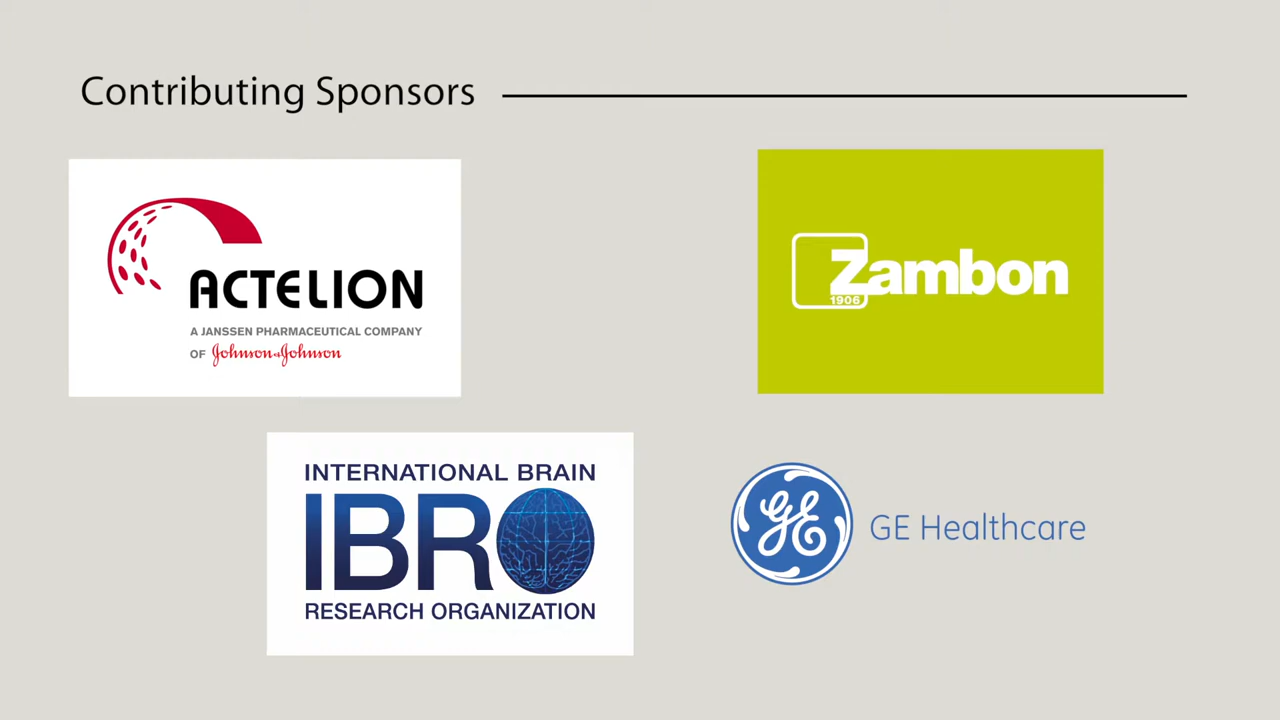 Contributing Sponsors
ACTELION
A JANSSEN PHARMACEUTICAL COMPANY
OF Johnson & Johnson
Zambon
1906
INTERNATIONAL BRAIN
IBRO
RESEARCH ORGANIZATION
GE GE Healthcare